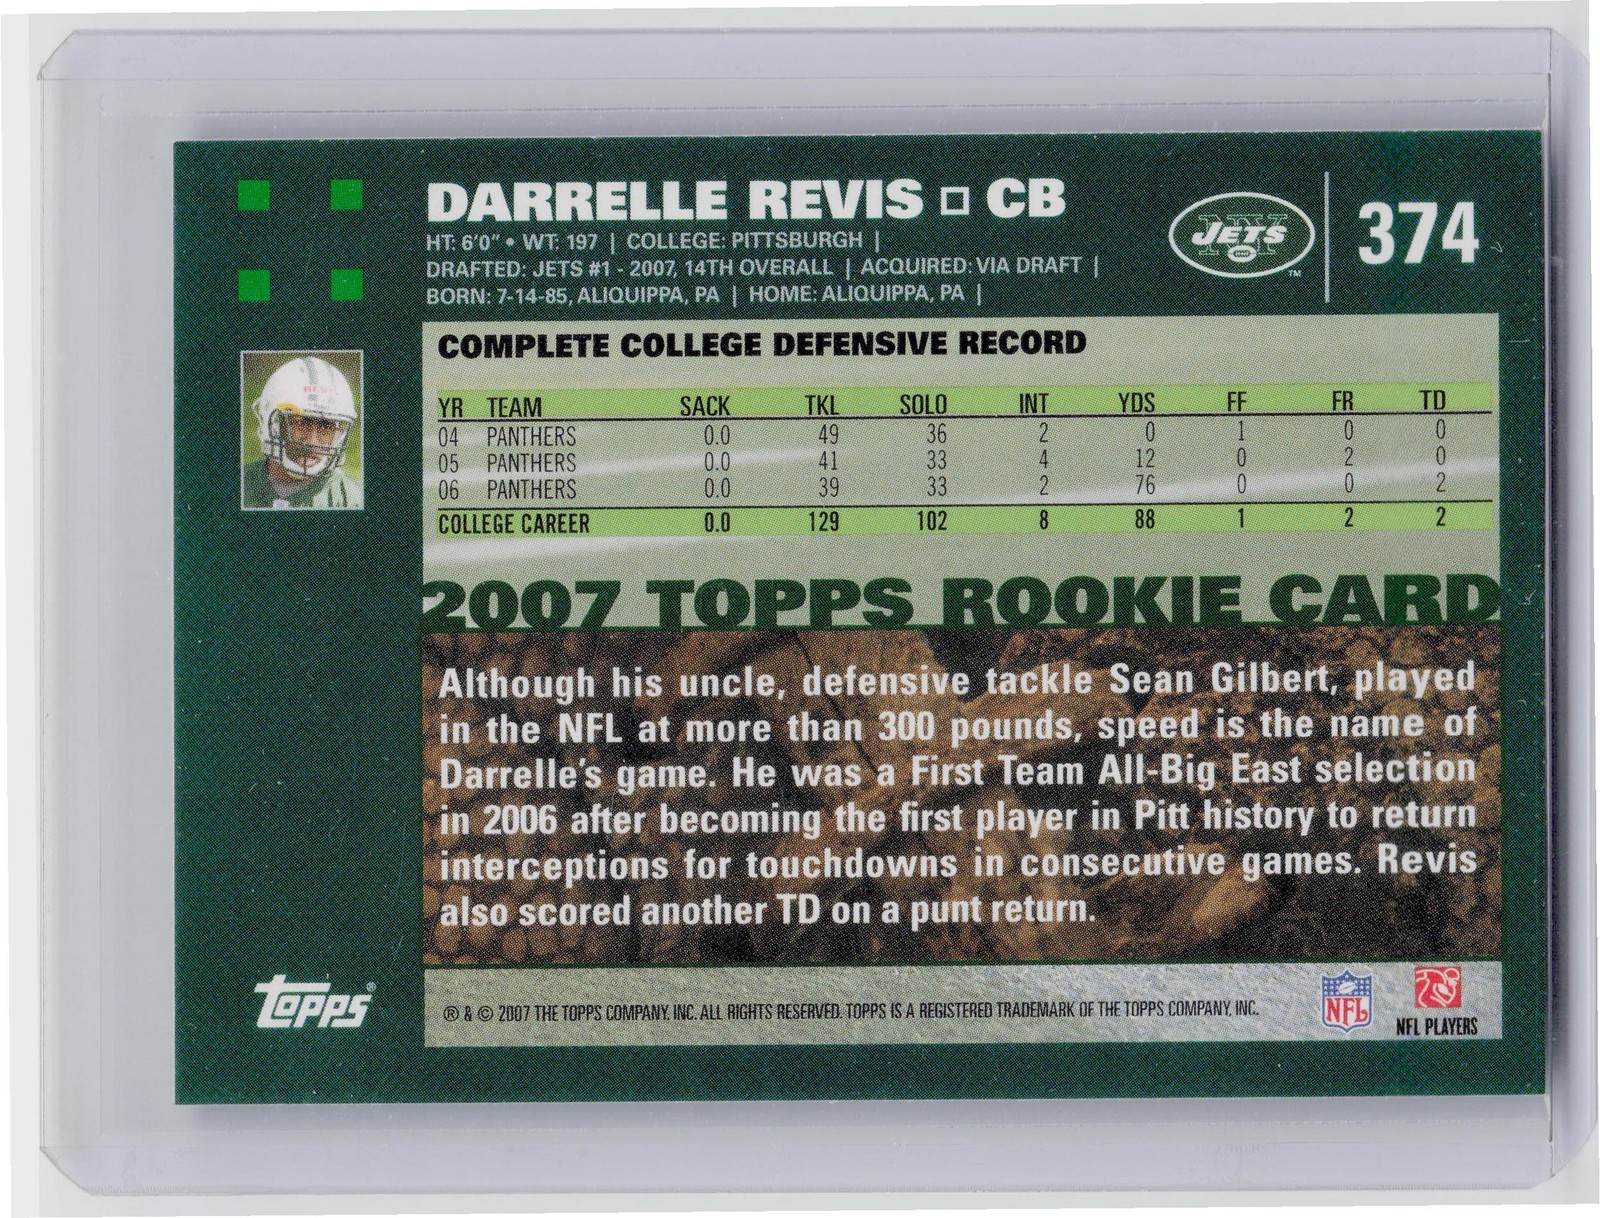 DARRELLE REVIS □ CB
HT: 6'0" • WT: 197 | COLLEGE: PITTSBURGH |
DRAFTED: JETS #1 - 2007, 14TH OVERALL | ACQUIRED: VIA DRAFT |
BORN: 7-14-85, ALIQUIPPA, PA | HOME: ALIQUIPPA, PA |
NY JETS ™
374
REVIS
COMPLETE COLLEGE DEFENSIVE RECORD
YR TEAM SACK TKL SOLO INT YDS FF FR TD
04 PANTHERS 0.0 49 36 2 0 1 0 0
05 PANTHERS 0.0 41 33 4 12 0 2 0
06 PANTHERS 0.0 39 33 2 76 0 0 2
COLLEGE CAREER 0.0 129 102 8 88 1 2 2
2007 TOPPS ROOKIE CARD
Although his uncle, defensive tackle Sean Gilbert, played
in the NFL at more than 300 pounds, speed is the name of
Darrelle's game. He was a First Team All-Big East selection
in 2006 after becoming the first player in Pitt history to return
interceptions for touchdowns in consecutive games. Revis
also scored another TD on a punt return.
topps®
® & © 2007 THE TOPPS COMPANY, INC. ALL RIGHTS RESERVED. TOPPS IS A REGISTERED TRADEMARK OF THE TOPPS COMPANY, INC.
NFL
NFL PLAYERS